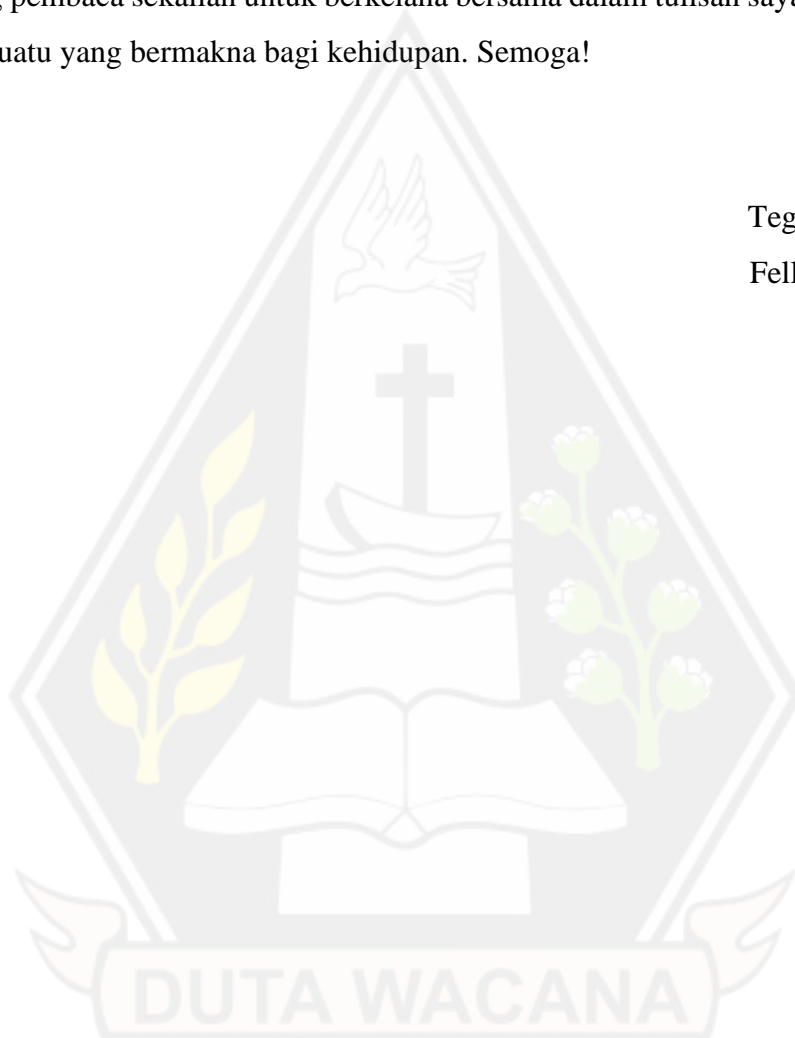 pembaca sekalian untuk berkelana bersama dalam tulisan saya
uatu yang bermakna bagi kehidupan. Semoga!
Teg
Fell
DUTA WACANA